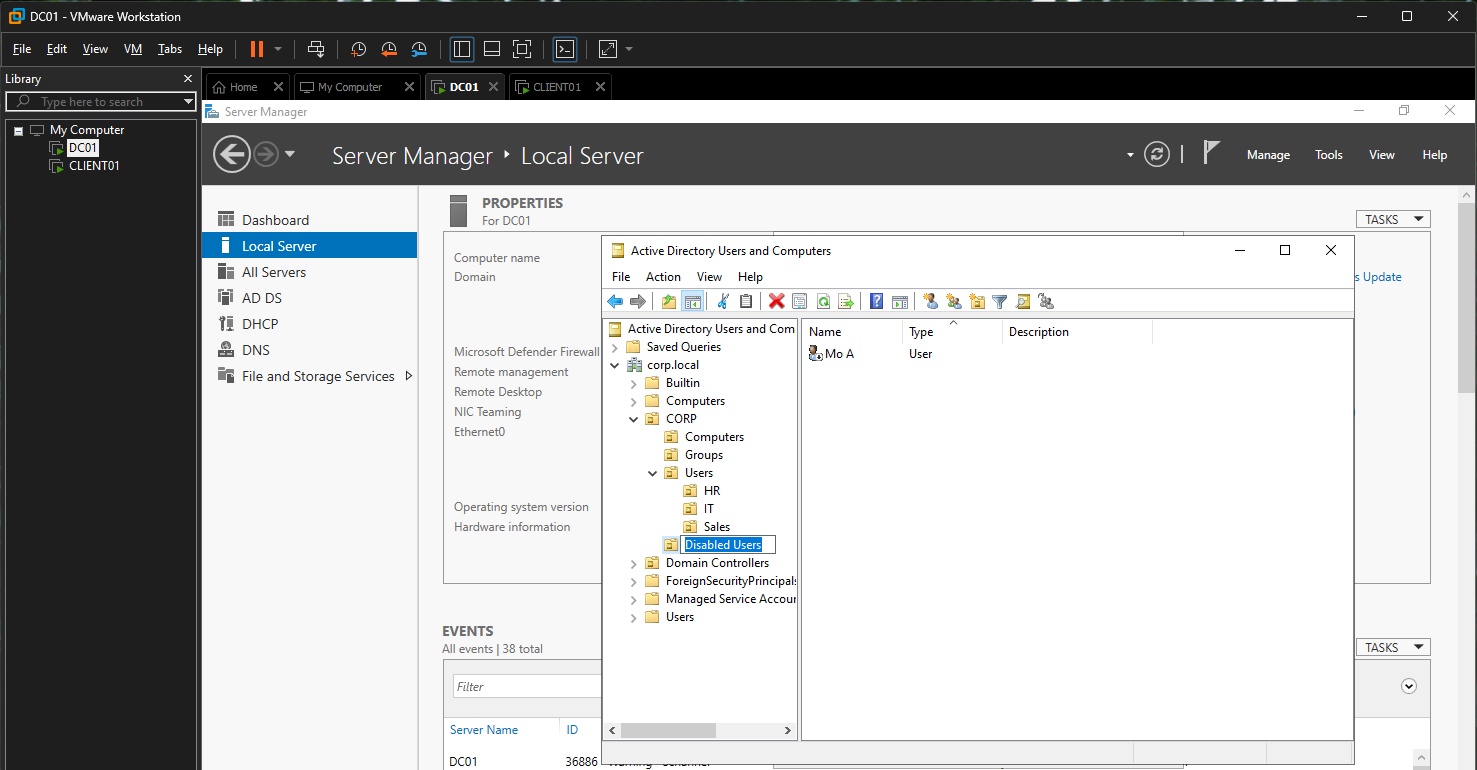 DC01 - VMware Workstation
File Edit View VM Tabs Help
Library
Type here to search
My Computer
DC01
CLIENT01
Home
My Computer
DC01
CLIENT01
Server Manager
Server Manager
Local Server
Manage Tools View Help
Dashboard
Local Server
All Servers
AD DS
DHCP
DNS
File and Storage Services
PROPERTIES
For DC01
TASKS
Computer name
Domain
Microsoft Defender Firewall
Remote management
Remote Desktop
NIC Teaming
Ethernet0
Operating system version
Hardware information
s Update
Active Directory Users and Computers
File Action View Help
Active Directory Users and Com
Saved Queries
corp.local
Builtin
Computers
CORP
Computers
Groups
Users
HR
IT
Sales
Disabled Users
Domain Controllers
ForeignSecurityPrincipals
Managed Service Accour
Users
Name Type Description
Mo A User
EVENTS
All events | 38 total
TASKS
Filter
Server Name ID
DC01 36886